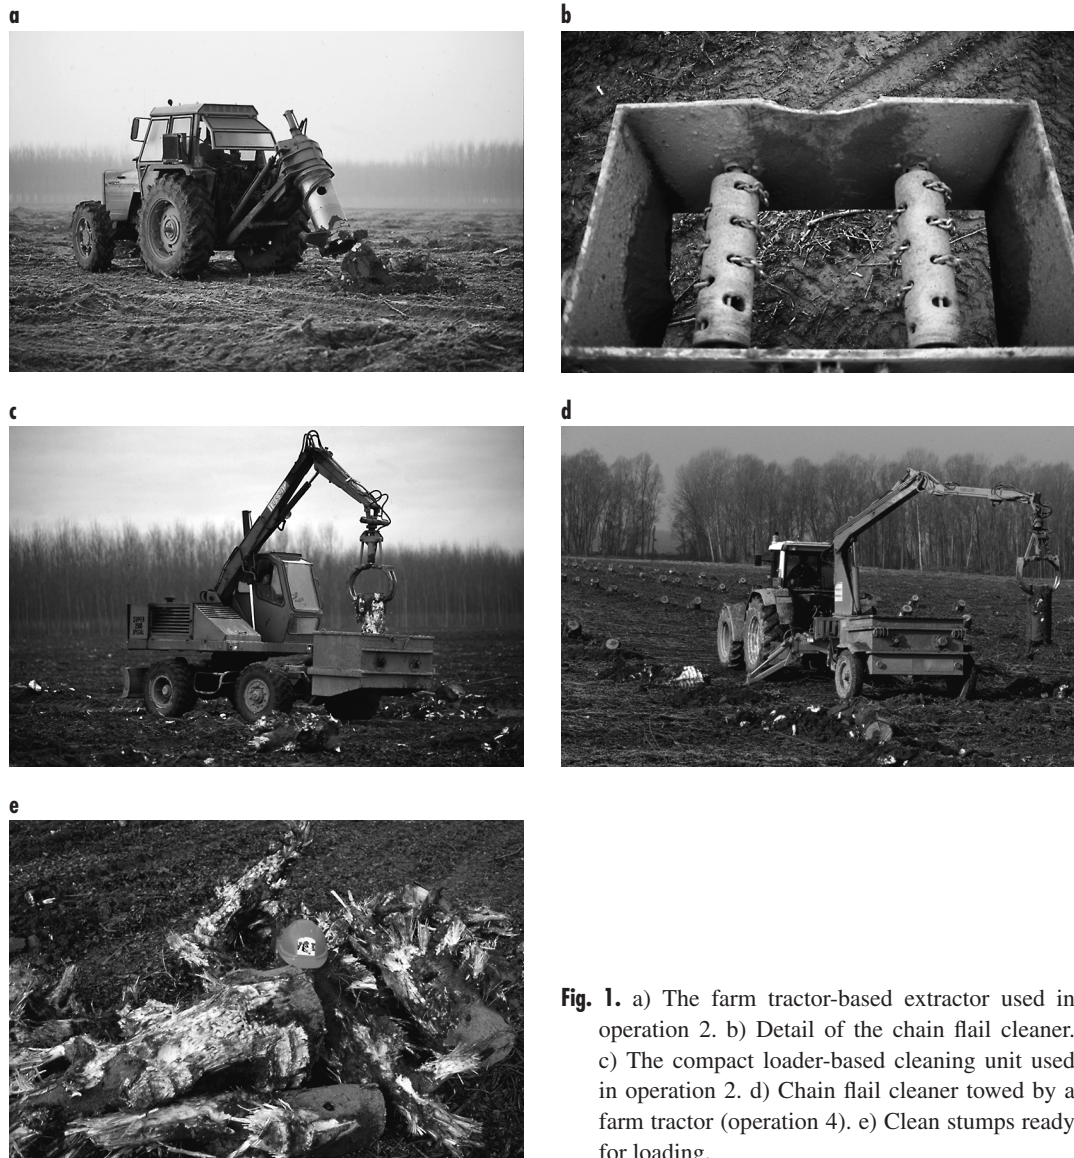 a
b
c
d
e
Fig. 1. a) The farm tractor-based extractor used in
operation 2. b) Detail of the chain flail cleaner.
c) The compact loader-based cleaning unit used
in operation 2. d) Chain flail cleaner towed by a
farm tractor (operation 4). e) Clean stumps ready
for loading.